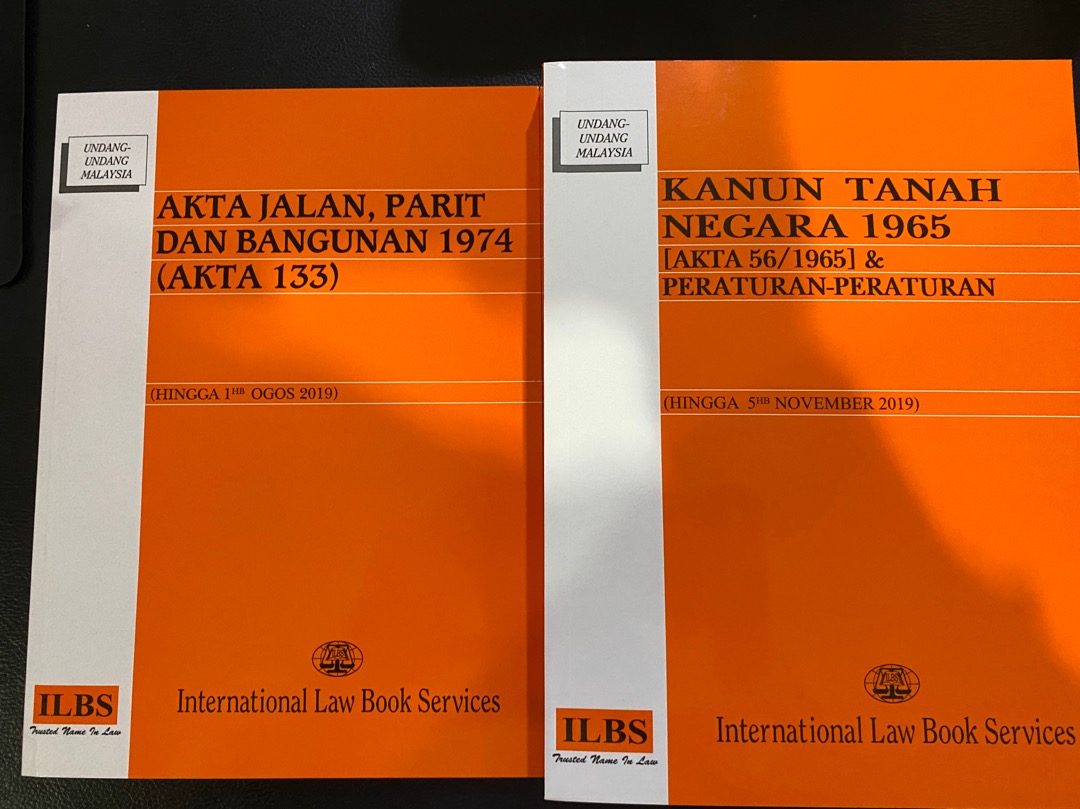 UNDANG-
UNDANG
MALAYSIA
AKTA JALAN, PARIT
DAN BANGUNAN 1974
(AKTA 133)
(HINGGA 1HB OGOS 2019)
ILBS
International Law Book Services
ILBS
Trusted Name In Law
UNDANG-
UNDANG
MALAYSIA
KANUN TANAH
NEGARA 1965
[AKTA 56/1965] &
PERATURAN-PERATURAN
(HINGGA 5HB NOVEMBER 2019)
ILBS
International Law Book Services
ILBS
Trusted Name In Law